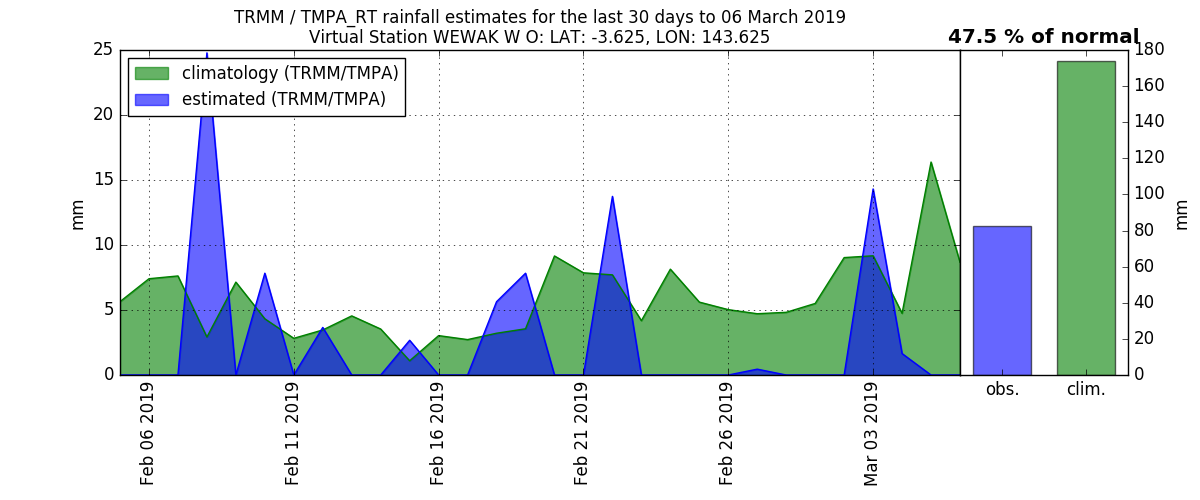 TRMM / TMPA_RT rainfall estimates for the last 30 days to 06 March 2019
Virtual Station WEWAK W O: LAT: -3.625, LON: 143.625
47.5 % of normal
climatology (TRMM/TMPA)
estimated (TRMM/TMPA)
25
20
15
10
5
0
mm
180
160
140
120
100
80
60
40
20
0
mm
obs.
clim.
Feb 06 2019
Feb 11 2019
Feb 16 2019
Feb 21 2019
Feb 26 2019
Mar 03 2019